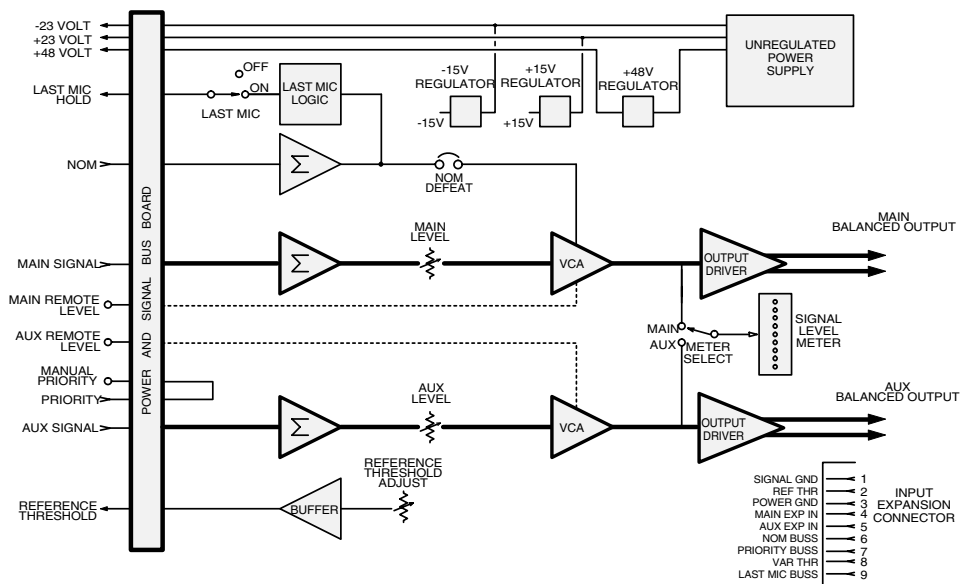 -23 VOLT
+23 VOLT
+48 VOLT
UNREGULATED
POWER
SUPPLY
-15V
REGULATOR
+15V
REGULATOR
+48V
REGULATOR
-15V
+15V
OFF
ON
LAST MIC
LOGIC
LAST MIC
HOLD
LAST MIC
NOM
Σ
NOM
DEFEAT
POWER AND SIGNAL BUS BOARD
MAIN
BALANCED OUTPUT
MAIN
LEVEL
MAIN SIGNAL
Σ
VCA
OUTPUT
DRIVER
MAIN REMOTE
LEVEL
AUX REMOTE
LEVEL
MAIN
AUX
METER
SELECT
SIGNAL
LEVEL
METER
MANUAL
PRIORITY
PRIORITY
AUX
LEVEL
AUX
BALANCED OUTPUT
AUX SIGNAL
Σ
VCA
OUTPUT
DRIVER
REFERENCE
THRESHOLD
ADJUST
REFERENCE
THRESHOLD
BUFFER
SIGNAL GND 1
REF THR 2
POWER GND 3
MAIN EXP IN 4
AUX EXP IN 5
NOM BUSS 6
PRIORITY BUSS 7
VAR THR 8
LAST MIC BUSS 9
INPUT
EXPANSION
CONNECTOR